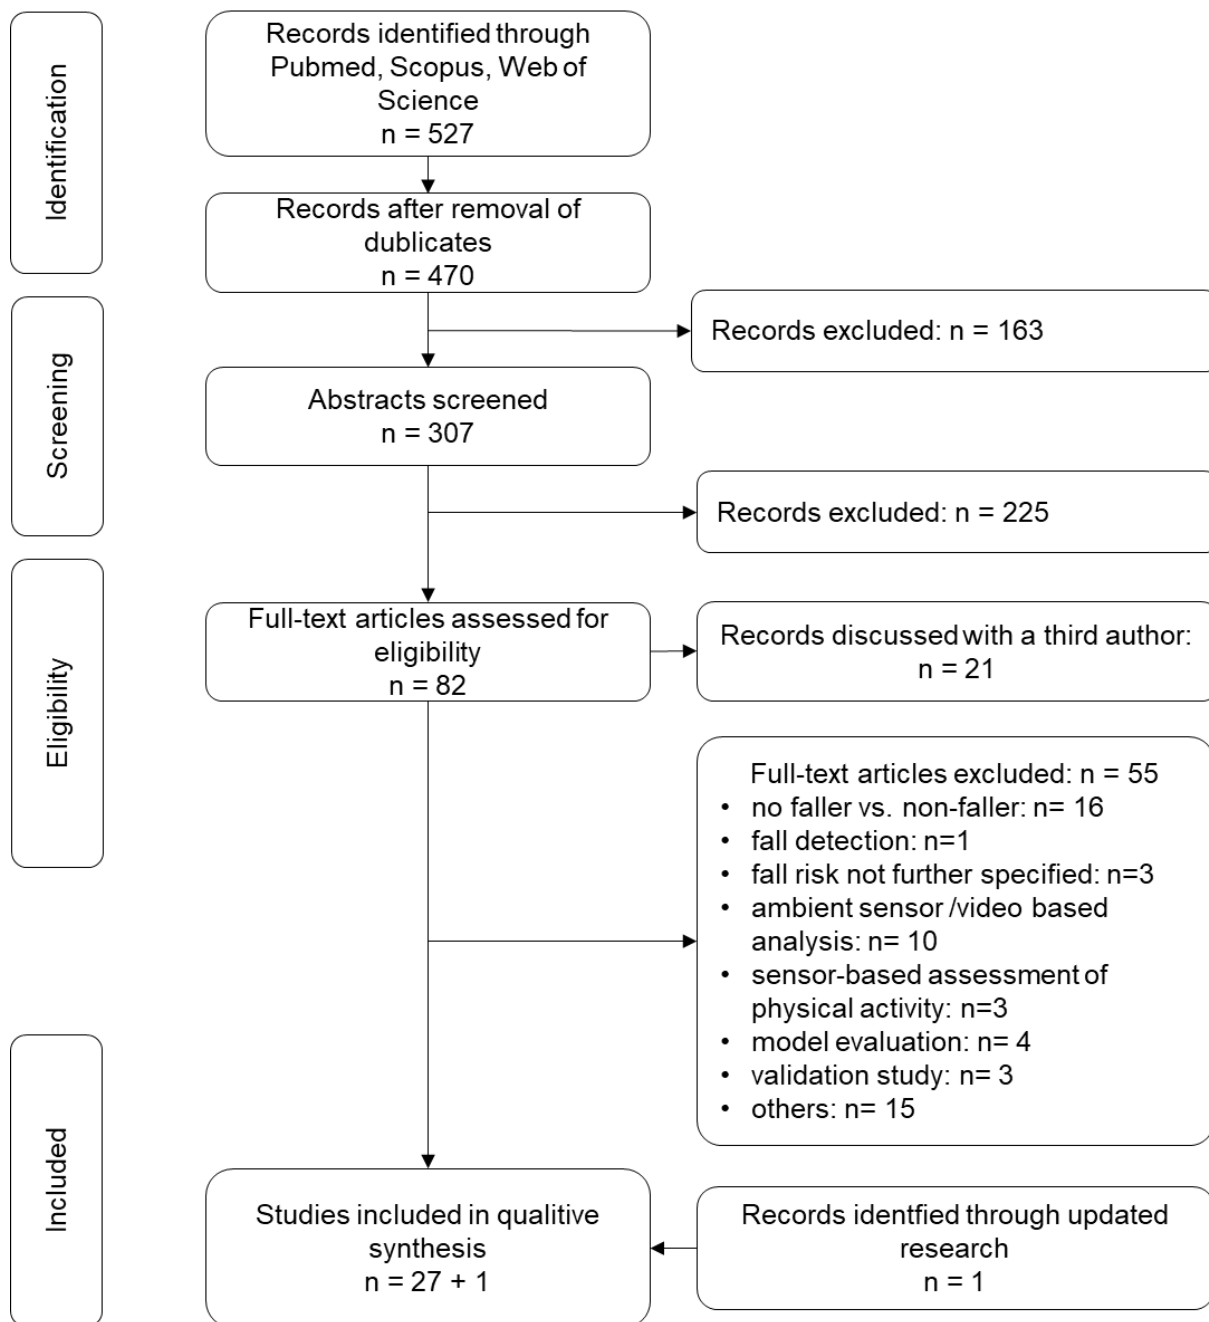 Identification
Records identified through
Pubmed, Scopus, Web of
Science
n = 527
Records after removal of
dublicates
n = 470
Screening
Records excluded: n = 163
Abstracts screened
n = 307
Records excluded: n = 225
Eligibility
Full-text articles assessed for
eligibility
n = 82
Records discussed with a third author:
n = 21
Full-text articles excluded: n = 55
• no faller vs. non-faller: n= 16
• fall detection: n=1
• fall risk not further specified: n=3
• ambient sensor /video based
analysis: n= 10
• sensor-based assessment of
physical activity: n=3
• model evaluation: n= 4
• validation study: n= 3
• others: n= 15
Included
Studies included in qualitive
synthesis
n = 27 + 1
Records identfied through updated
research
n = 1